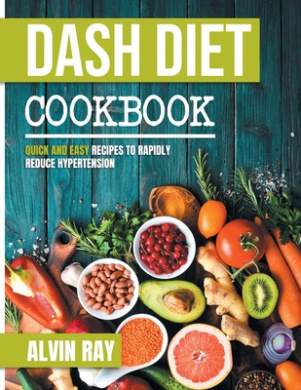 DASH DIET
COOKBOOK
QUICK AND EASY RECIPES TO RAPIDLY
REDUCE HYPERTENSION
ALVIN RAY